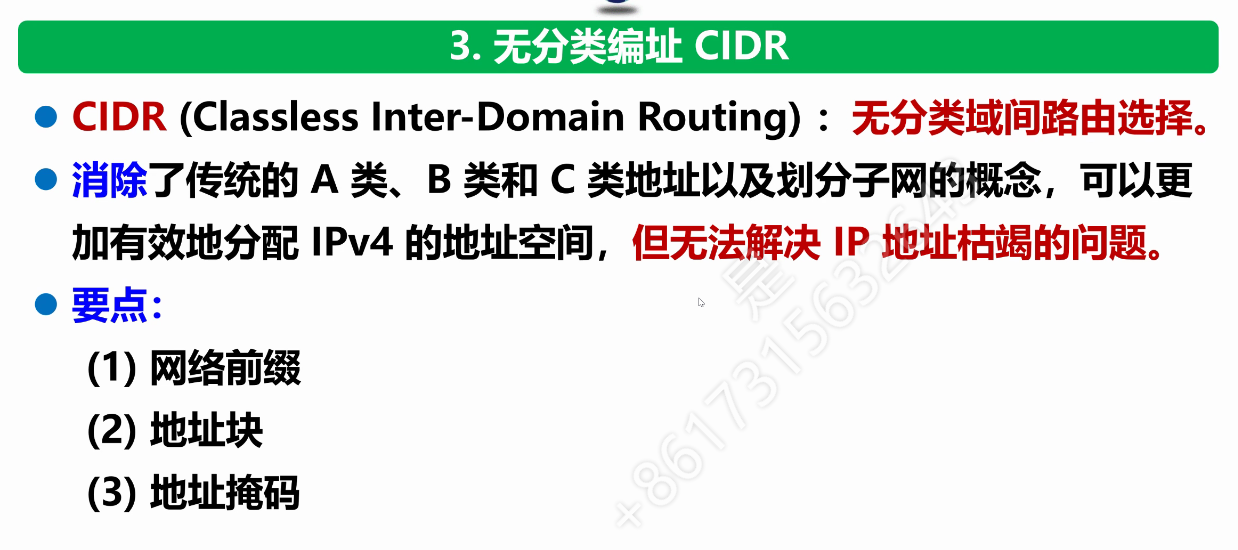 3. 无分类编址 CIDR
CIDR (Classless Inter-Domain Routing) ：无分类域间路由选择。
消除了传统的 A 类、B 类和 C 类地址以及划分子网的概念，可以更
加有效地分配 IPv4 的地址空间，但无法解决 IP 地址枯竭的问题。
要点：
(1) 网络前缀
(2) 地址块
(3) 地址掩码
是
+8617315632643